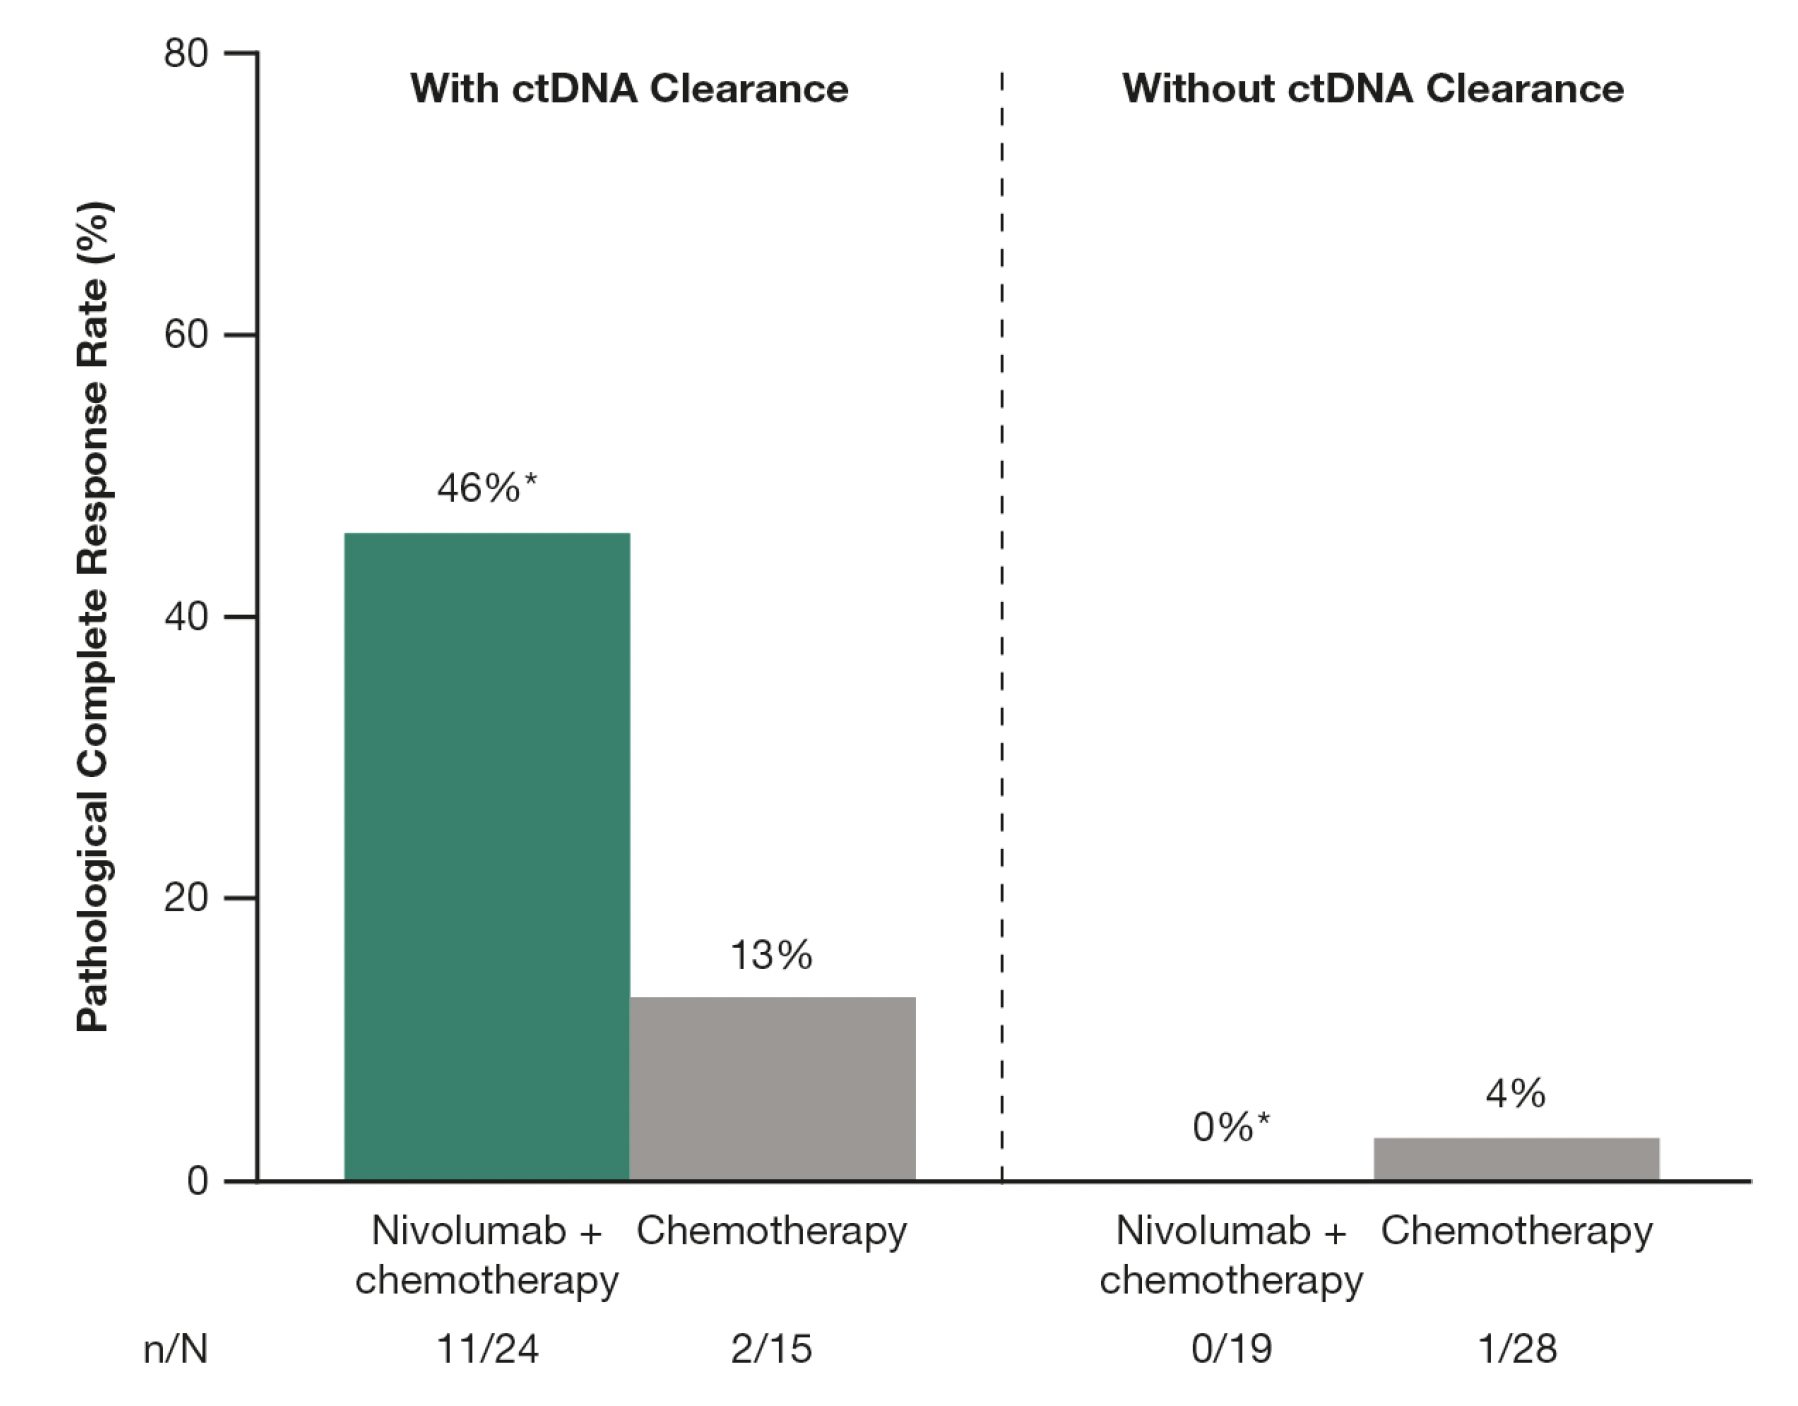 80
With ctDNA Clearance
Without ctDNA Clearance
Pathological Complete Response Rate (%)
60
46%*
40
20
13%
4%
0%*
0
Nivolumab +
chemotherapy
Chemotherapy
Nivolumab +
chemotherapy
Chemotherapy
n/N 11/24 2/15 0/19 1/28